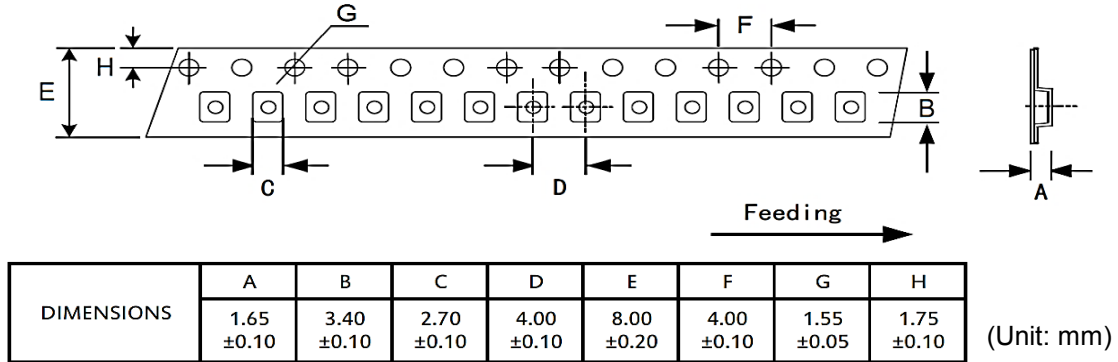 G
F
H
E
B
C
D
A
Feeding
DIMENSIONS A B C D E F G H
1.65 3.40 2.70 4.00 8.00 4.00 1.55 1.75
±0.10 ±0.10 ±0.10 ±0.10 ±0.20 ±0.10 ±0.05 ±0.10
(Unit: mm)